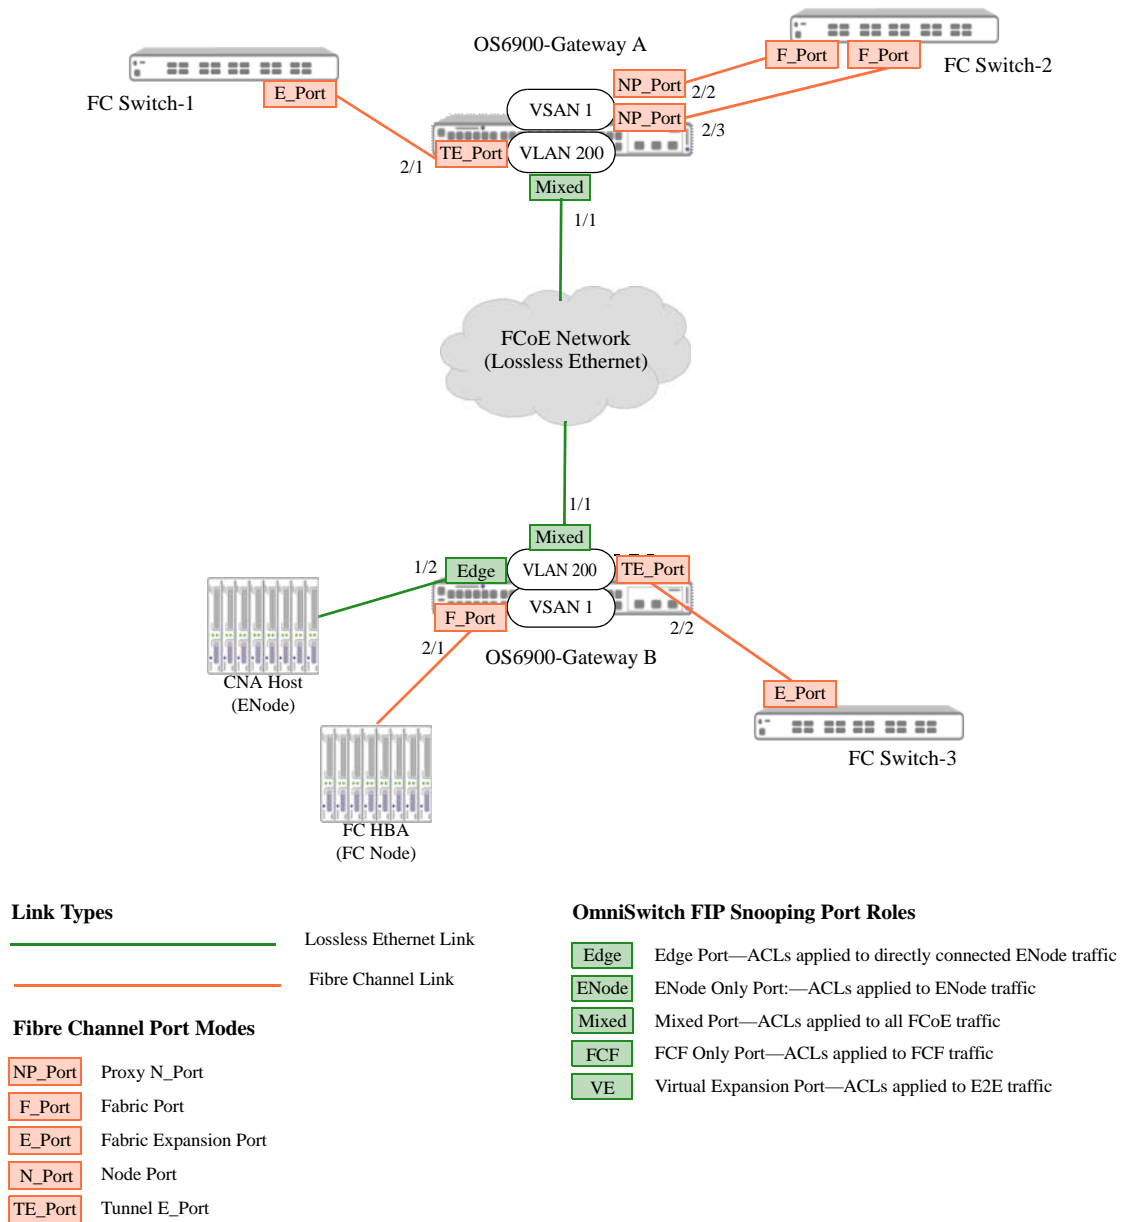 OS6900-Gateway A
F_Port
F_Port
FC Switch-2
E_Port
FC Switch-1
NP_Port
2/2
VSAN 1
NP_Port
2/3
TE_Port
VLAN 200
2/1
Mixed
1/1
FCoE Network
(Lossless Ethernet)
1/1
Mixed
1/2
Edge
VLAN 200
TE_Port
F_Port
VSAN 1
2/2
2/1
OS6900-Gateway B
CNA Host
(ENode)
E_Port
FC Switch-3
FC HBA
(FC Node)
Link Types
Lossless Ethernet Link
Fibre Channel Link
Fibre Channel Port Modes
NP_Port Proxy N_Port
F_Port Fabric Port
E_Port Fabric Expansion Port
N_Port Node Port
TE_Port Tunnel E_Port
OmniSwitch FIP Snooping Port Roles
Edge Edge Port—ACLs applied to directly connected ENode traffic
ENode ENode Only Port:—ACLs applied to ENode traffic
Mixed Mixed Port—ACLs applied to all FCoE traffic
FCF FCF Only Port—ACLs applied to FCF traffic
VE Virtual Expansion Port—ACLs applied to E2E traffic